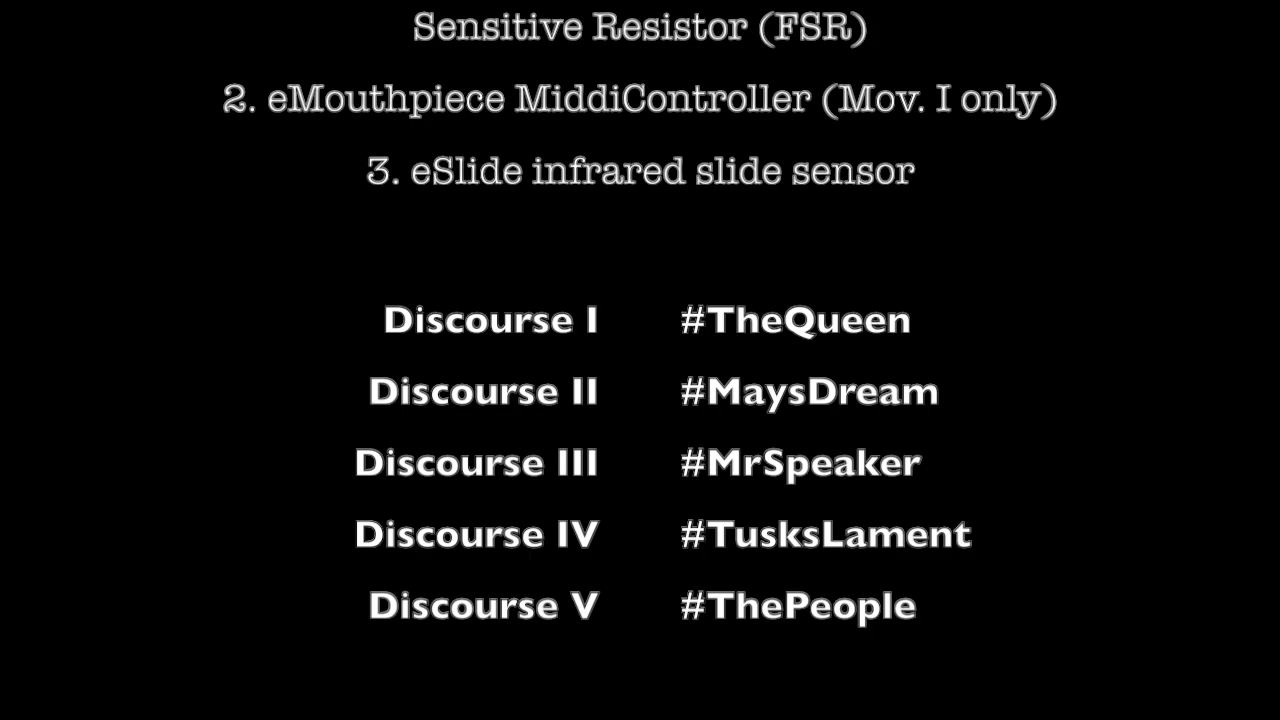 Sensitive Resistor (FSR)
2. eMouthpiece MiddiController (Mov. I only)
3. eSlide infrared slide sensor
Discourse I #TheQueen
Discourse II #MaysDream
Discourse III #MrSpeaker
Discourse IV #TusksLament
Discourse V #ThePeople